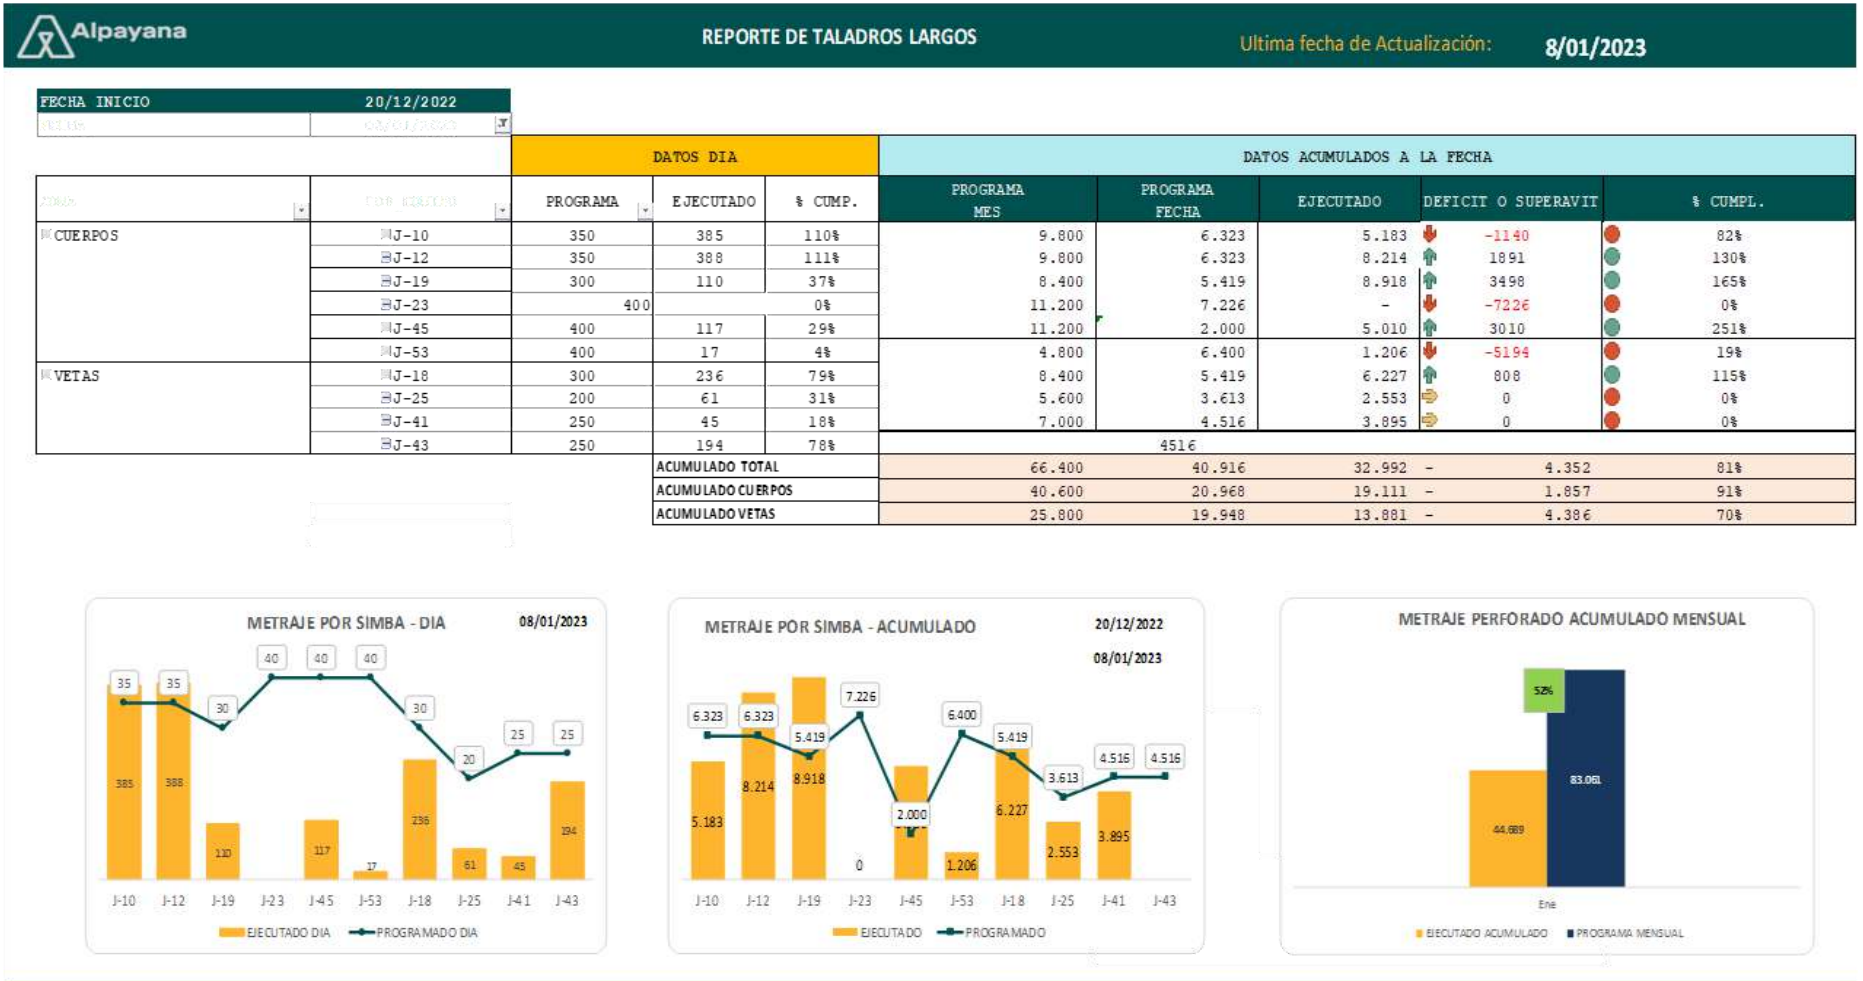 Alpayana
REPORTE DE TALADROS LARGOS
Ultima fecha de Actualización: 8/01/2023
FECHA INICIO 20/12/2022
DATOS DIA DATOS ACUMULADOS A LA FECHA
PROGRAMA EJECUTADO % CUMP. PROGRAMA MES PROGRAMA FECHA EJECUTADO DEFICIT O SUPERAVIT % CUMPL.
CUERPOS J-10 350 385 110% 9.800 6.323 5.183 -1140 82%
J-12 350 388 111% 9.800 6.323 8.214 1891 130%
J-19 300 110 37% 8.400 5.419 8.918 3498 165%
J-23 400 0% 11.200 7.226 - -7226 0%
J-45 400 117 29% 11.200 2.000 5.010 3010 251%
J-53 400 17 4% 4.800 6.400 1.206 -5194 19%
VETAS J-18 300 236 79% 8.400 5.419 6.227 808 115%
J-25 200 61 31% 5.600 3.613 2.553 0 0%
J-41 250 45 18% 7.000 4.516 3.895 0 0%
J-43 250 194 78% 4516
ACUMULADO TOTAL 66.400 40.916 32.992 - 4.352 81%
ACUMULADO CUERPOS 40.600 20.968 19.111 - 1.857 91%
ACUMULADO VETAS 25.800 19.948 13.881 - 4.386 70%
METRAJE POR SIMBA - DIA 08/01/2023
40 40 40
35 35 30 30
25 25
20
385 388 110 117 17 236 61 45 194
J-10 J-12 J-19 J-23 J-45 J-53 J-18 J-25 J-41 J-43
EJECUTADO DIA PROGRAMADO DIA
METRAJE POR SIMBA - ACUMULADO 20/12/2022
08/01/2023
6.323 6.323 5.419 7.226 2.000 6.400 5.419 3.613 4.516 4.516
5.183 8.214 8.918 0 1.206 6.227 2.553 3.895
J-10 J-12 J-19 J-23 J-45 J-53 J-18 J-25 J-41 J-43
EJECUTADO PROGRAMADO
METRAJE PERFORADO ACUMULADO MENSUAL
52%
83.061
44.689
Ene
EJECUTADO ACUMULADO PROGRAMA MENSUAL